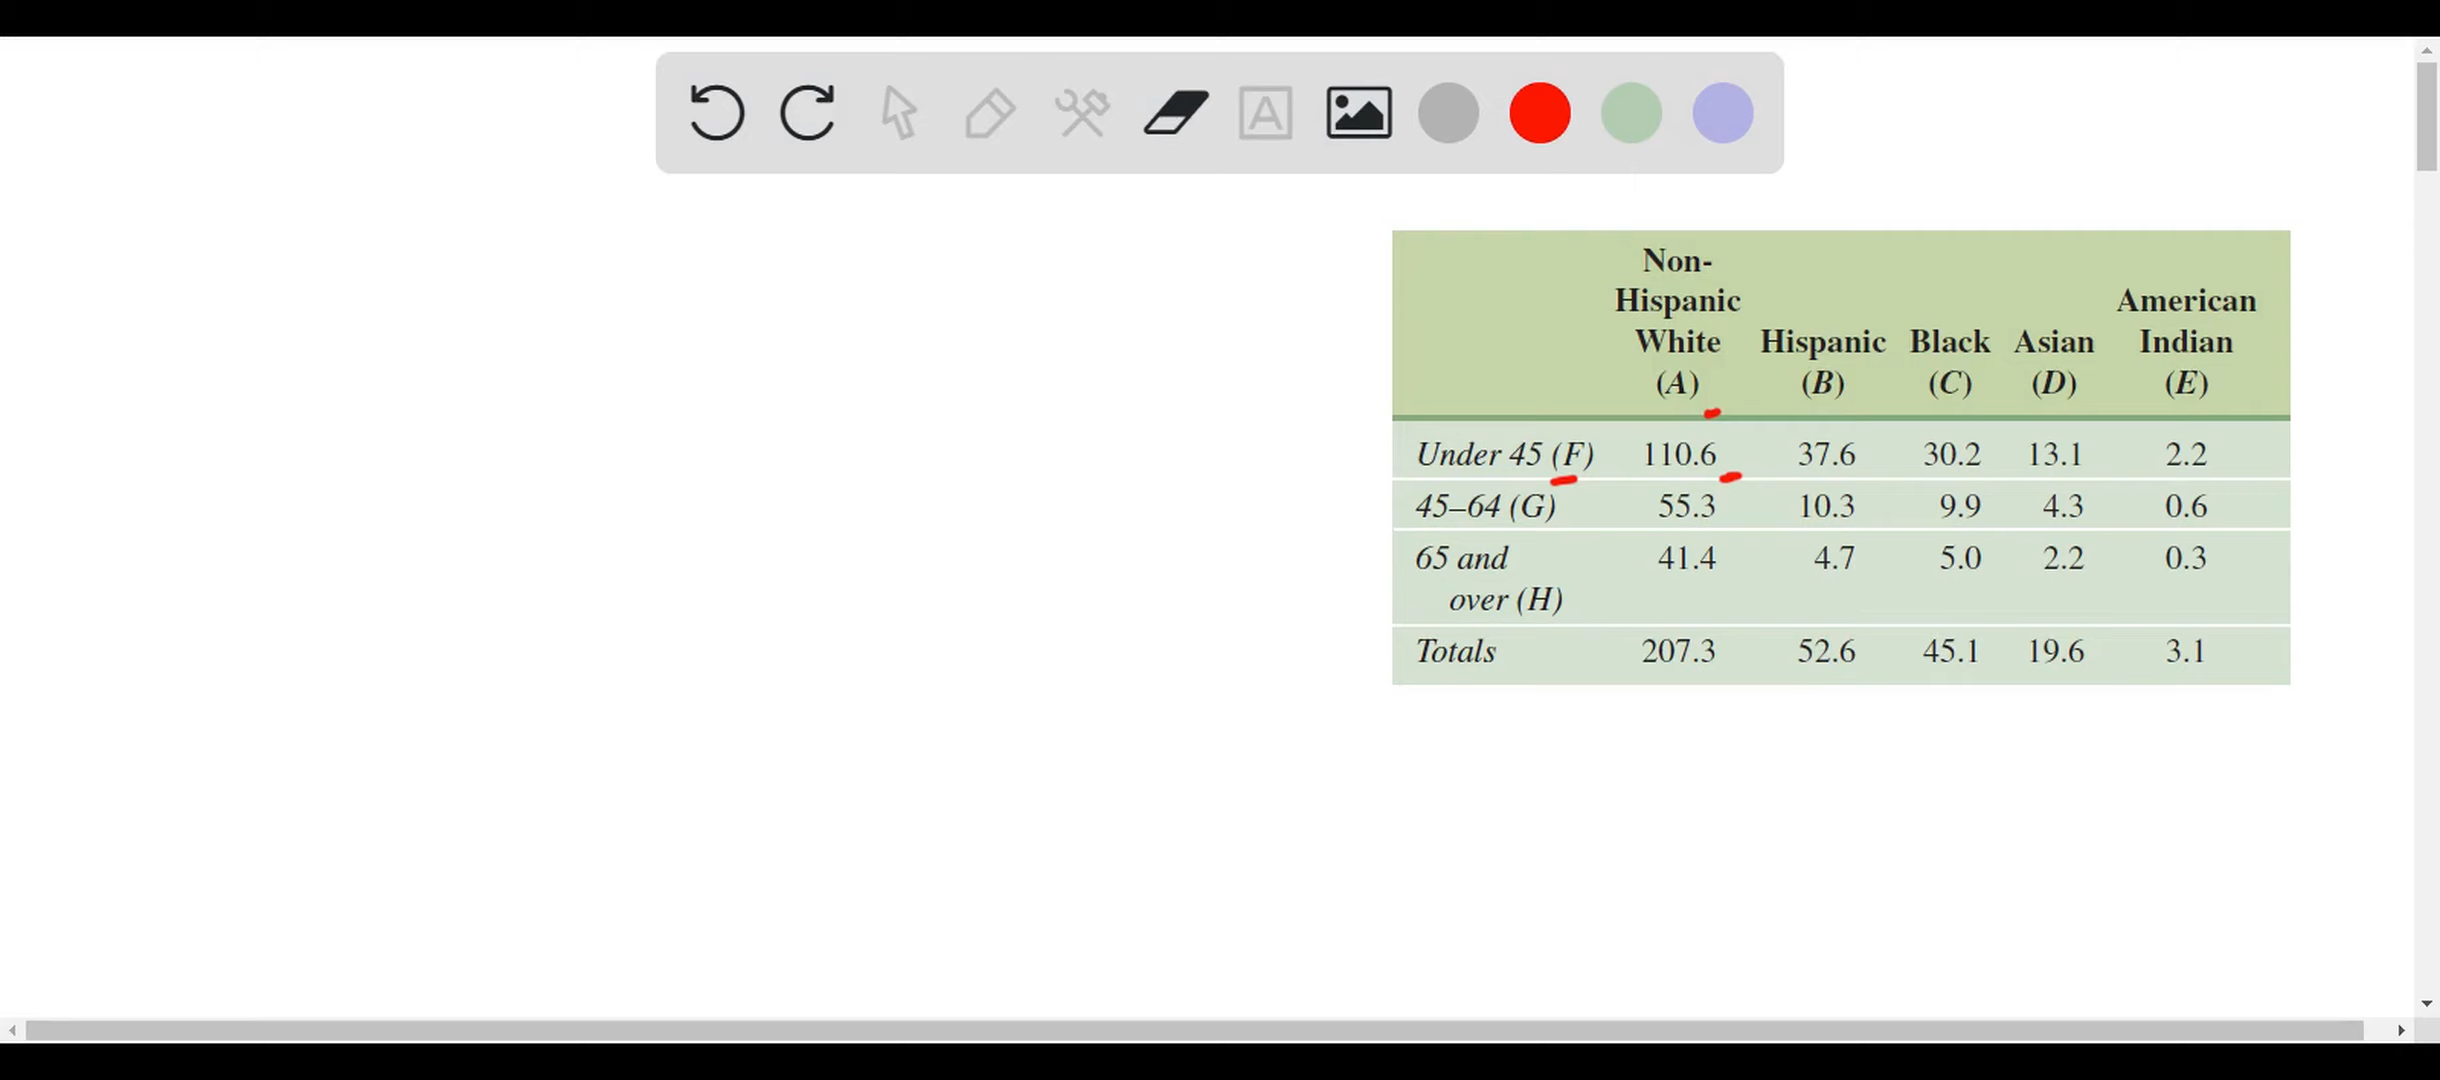 A
Non-
Hispanic American
White Hispanic Black Asian Indian
(A) (B) (C) (D) (E)
Under 45 (F) 110.6 37.6 30.2 13.1 2.2
45–64 (G) 55.3 10.3 9.9 4.3 0.6
65 and 41.4 4.7 5.0 2.2 0.3
over (H)
Totals 207.3 52.6 45.1 19.6 3.1